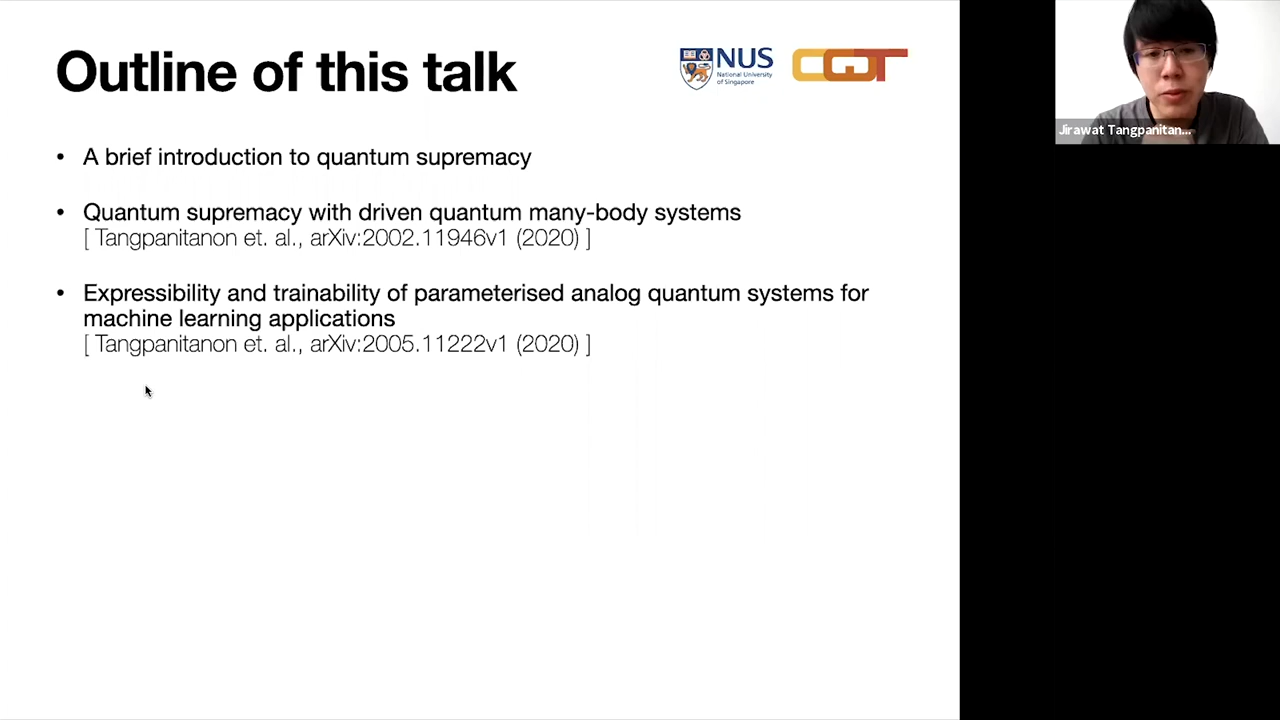 Outline of this talk
NUS
National University
of Singapore
CQT
• A brief introduction to quantum supremacy
• Quantum supremacy with driven quantum many-body systems
[ Tangpanitanon et. al., arXiv:2002.11946v1 (2020) ]
• Expressibility and trainability of parameterised analog quantum systems for
machine learning applications
[ Tangpanitanon et. al., arXiv:2005.11222v1 (2020) ]
Jirawat Tangpanitan...